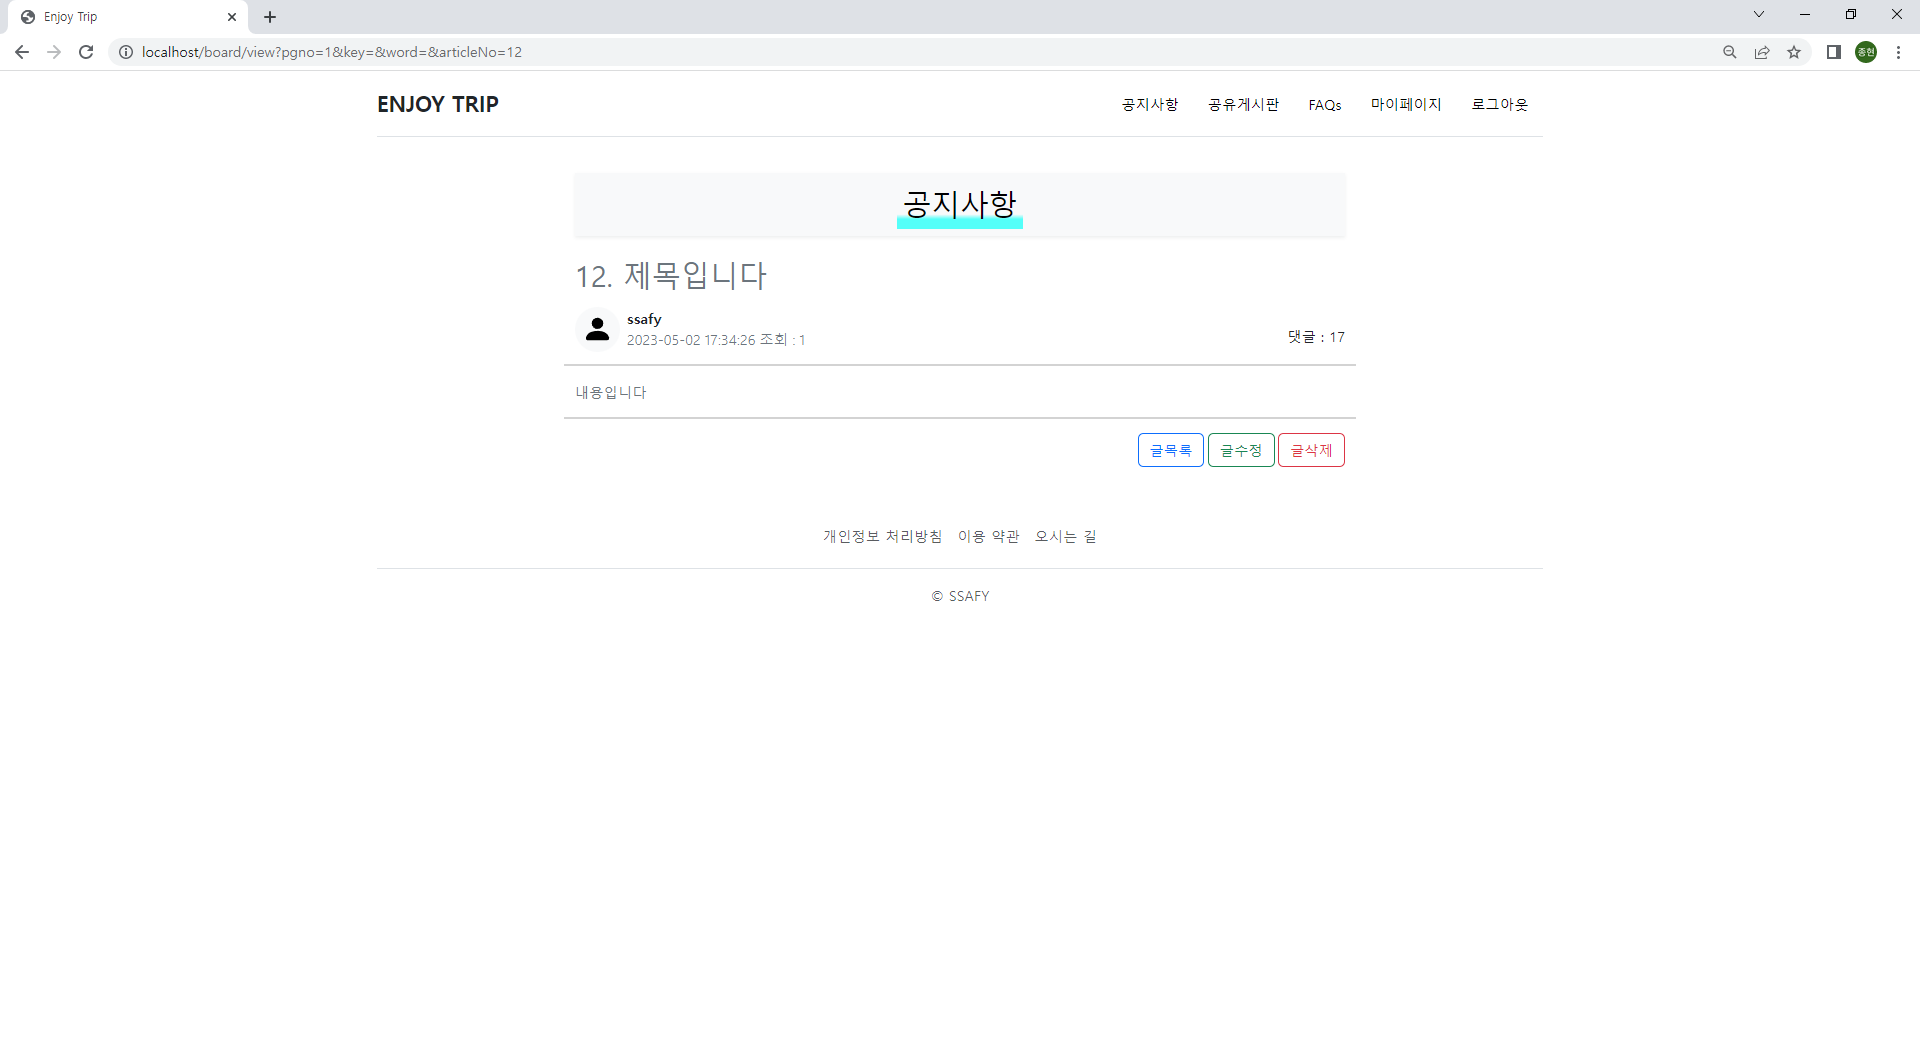 Enjoy Trip
localhost/board/view?pgno=1&key=&word=&articleNo=12
종현
ENJOY TRIP
공지사항 공유게시판 FAQs 마이페이지 로그아웃
공지사항
12. 제목입니다
ssafy
2023-05-02 17:34:26 조회 : 1
댓글 : 17
내용입니다
글목록 글수정 글삭제
개인정보 처리방침 이용 약관 오시는 길
© SSAFY